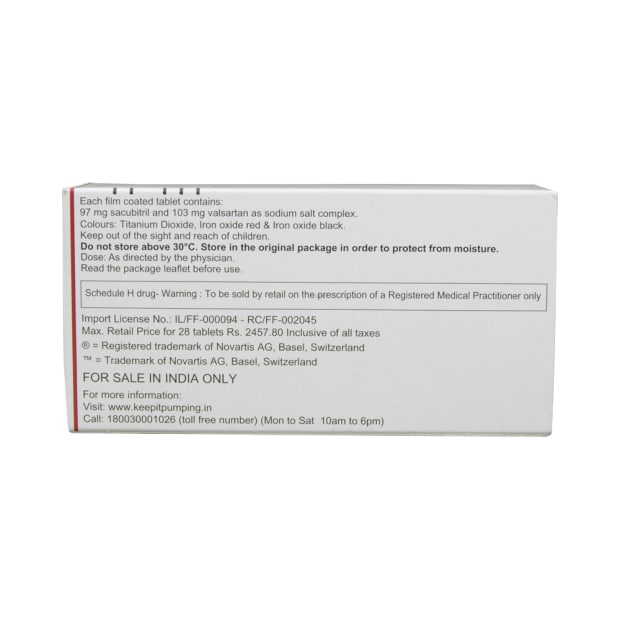 Each film coated tablet contains:
97 mg sacubitril and 103 mg valsartan as sodium salt complex.
Colours: Titanium Dioxide, Iron oxide red & Iron oxide black.
Keep out of the sight and reach of children.
Do not store above 30°C. Store in the original package in order to protect from moisture.
Dose: As directed by the physician.
Read the package leaflet before use.
Schedule H drug- Warning : To be sold by retail on the prescription of a Registered Medical Practitioner only
Import License No.: IL/FF-000094 - RC/FF-002045
Max. Retail Price for 28 tablets Rs. 2457.80 Inclusive of all taxes
® = Registered trademark of Novartis AG, Basel, Switzerland
™ = Trademark of Novartis AG, Basel, Switzerland
FOR SALE IN INDIA ONLY
For more information:
Visit: www.keepitpumping.in
Call: 180030001026 (toll free number) (Mon to Sat 10am to 6pm)